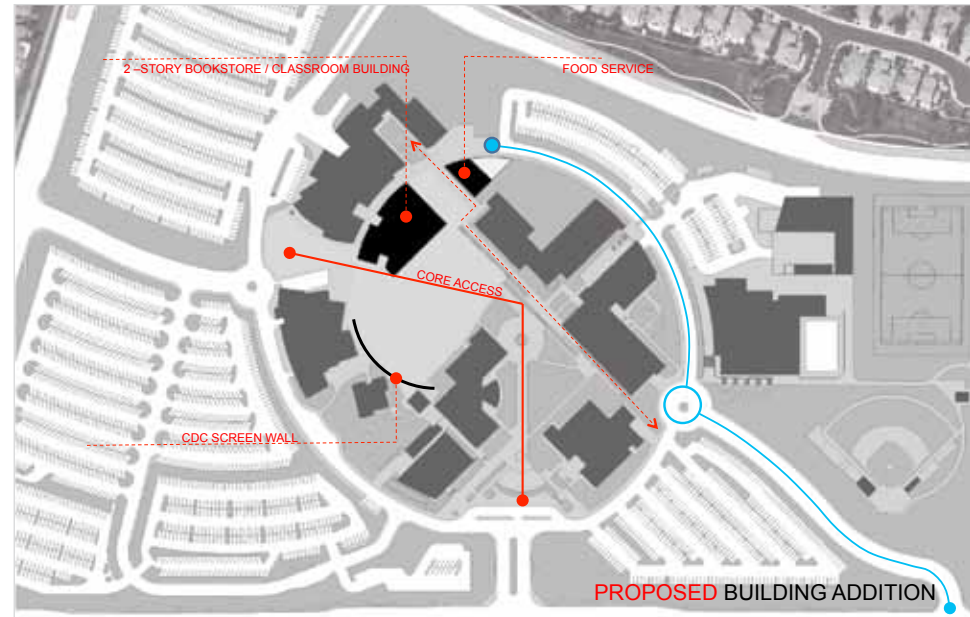 2 –STORY BOOKSTORE / CLASSROOM BUILDING
FOOD SERVICE
CORE ACCESS
CDC SCREEN WALL
PROPOSED BUILDING ADDITION